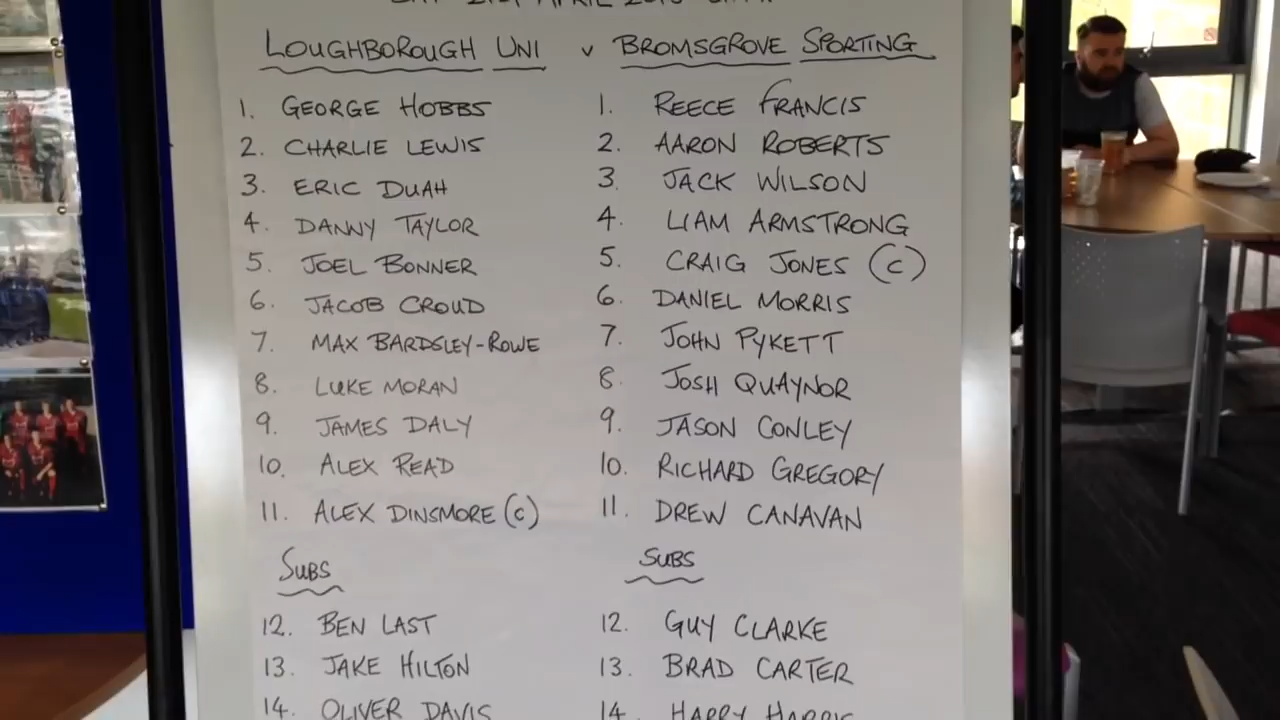 LOUGHBOROUGH UNI v BROMSGROVE SPORTING
1. GEORGE HOBBS 1. REECE FRANCIS
2. CHARLIE LEWIS 2. AARON ROBERTS
3. ERIC DUAH 3. JACK WILSON
4. DANNY TAYLOR 4. LIAM ARMSTRONG
5. JOEL BONNER 5. CRAIG JONES (C)
6. JACOB CROUD 6. DANIEL MORRIS
7. MAX BARDSLEY-ROWE 7. JOHN PYKETT
8. LUKE MORAN 8. JOSH QUAYNOR
9. JAMES DALY 9. JASON CONLEY
10. ALEX READ 10. RICHARD GREGORY
11. ALEX DINSMORE (C) 11. DREW CANAVAN
SUBS SUBS
12. BEN LAST 12. GUY CLARKE
13. JAKE HILTON 13. BRAD CARTER
14. OLIVER DAVIS 14. HARRY HARRIS